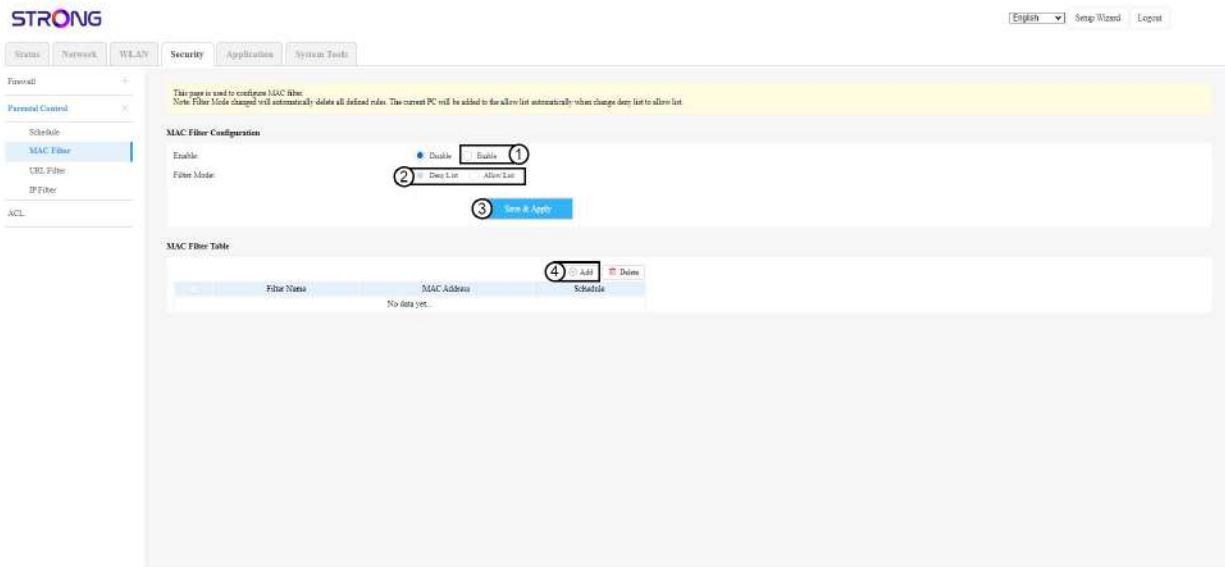 STRONG
English Setup Wizard Logout
Status Network WLAN Security Application System Tools
Firewall
Parental Control
Schedule
MAC Filter
URL Filter
IP Filter
ACL
This page is used to configure MAC filter.
Note: Filter Mode changed will automatically delete all defined rules. The current PC will be added to the allow list automatically when change deny list to allow list.
MAC Filter Configuration
Enable: Disable Enable 1
Filter Mode: 2 Deny List Allow List
3 Save & Apply
MAC Filter Table
4 Add Delete
Filter Name MAC Address Schedule
No data yet...